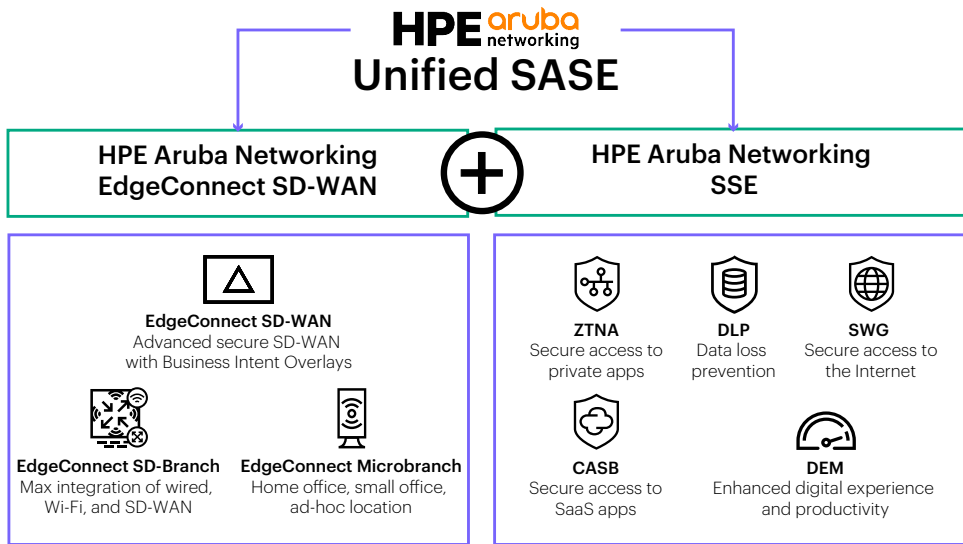 HPE aruba
networking
Unified SASE
HPE Aruba Networking
EdgeConnect SD-WAN
HPE Aruba Networking
SSE
EdgeConnect SD-WAN
Advanced secure SD-WAN
with Business Intent Overlays
EdgeConnect SD-Branch
Max integration of wired,
Wi-Fi, and SD-WAN
EdgeConnect Microbranch
Home office, small office,
ad-hoc location
ZTNA
Secure access to
private apps
DLP
Data loss
prevention
SWG
Secure access to
the Internet
CASB
Secure access to
SaaS apps
DEM
Enhanced digital experience
and productivity